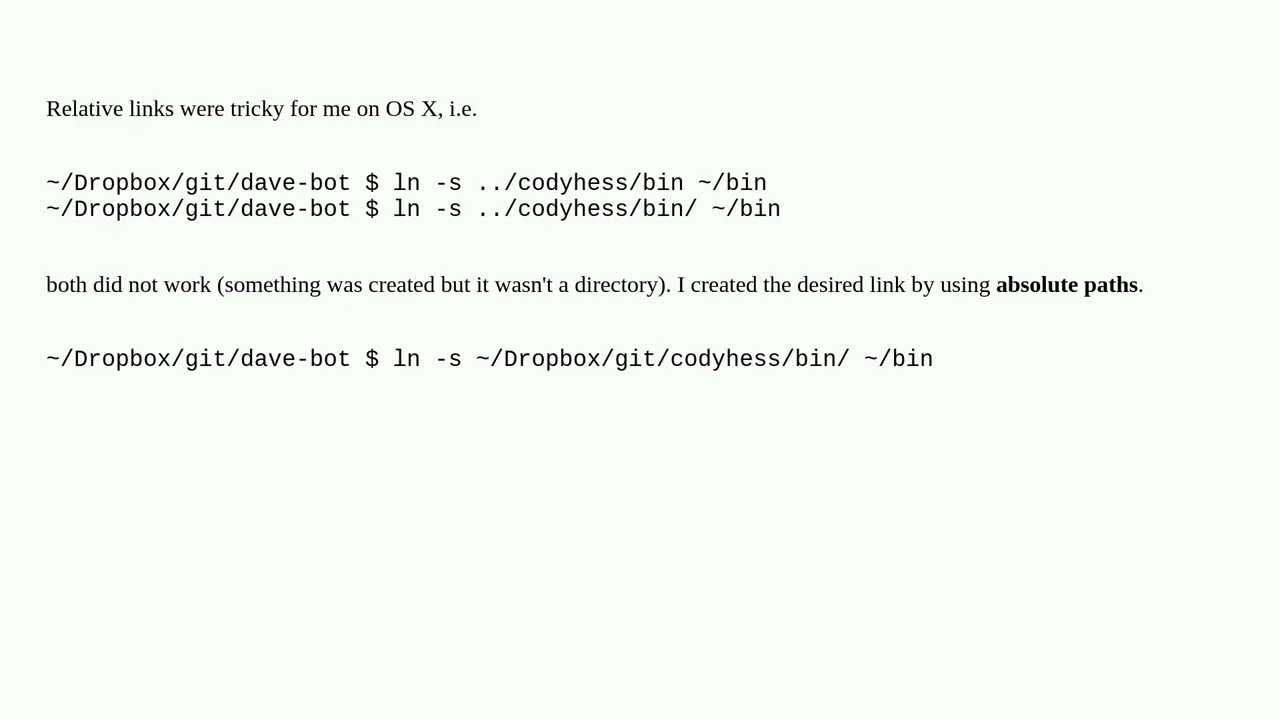 Relative links were tricky for me on OS X, i.e.
~/Dropbox/git/dave-bot $ ln -s ../codyhess/bin ~/bin
~/Dropbox/git/dave-bot $ ln -s ../codyhess/bin/ ~/bin
both did not work (something was created but it wasn't a directory). I created the desired link by using absolute paths.
~/Dropbox/git/dave-bot $ ln -s ~/Dropbox/git/codyhess/bin/ ~/bin